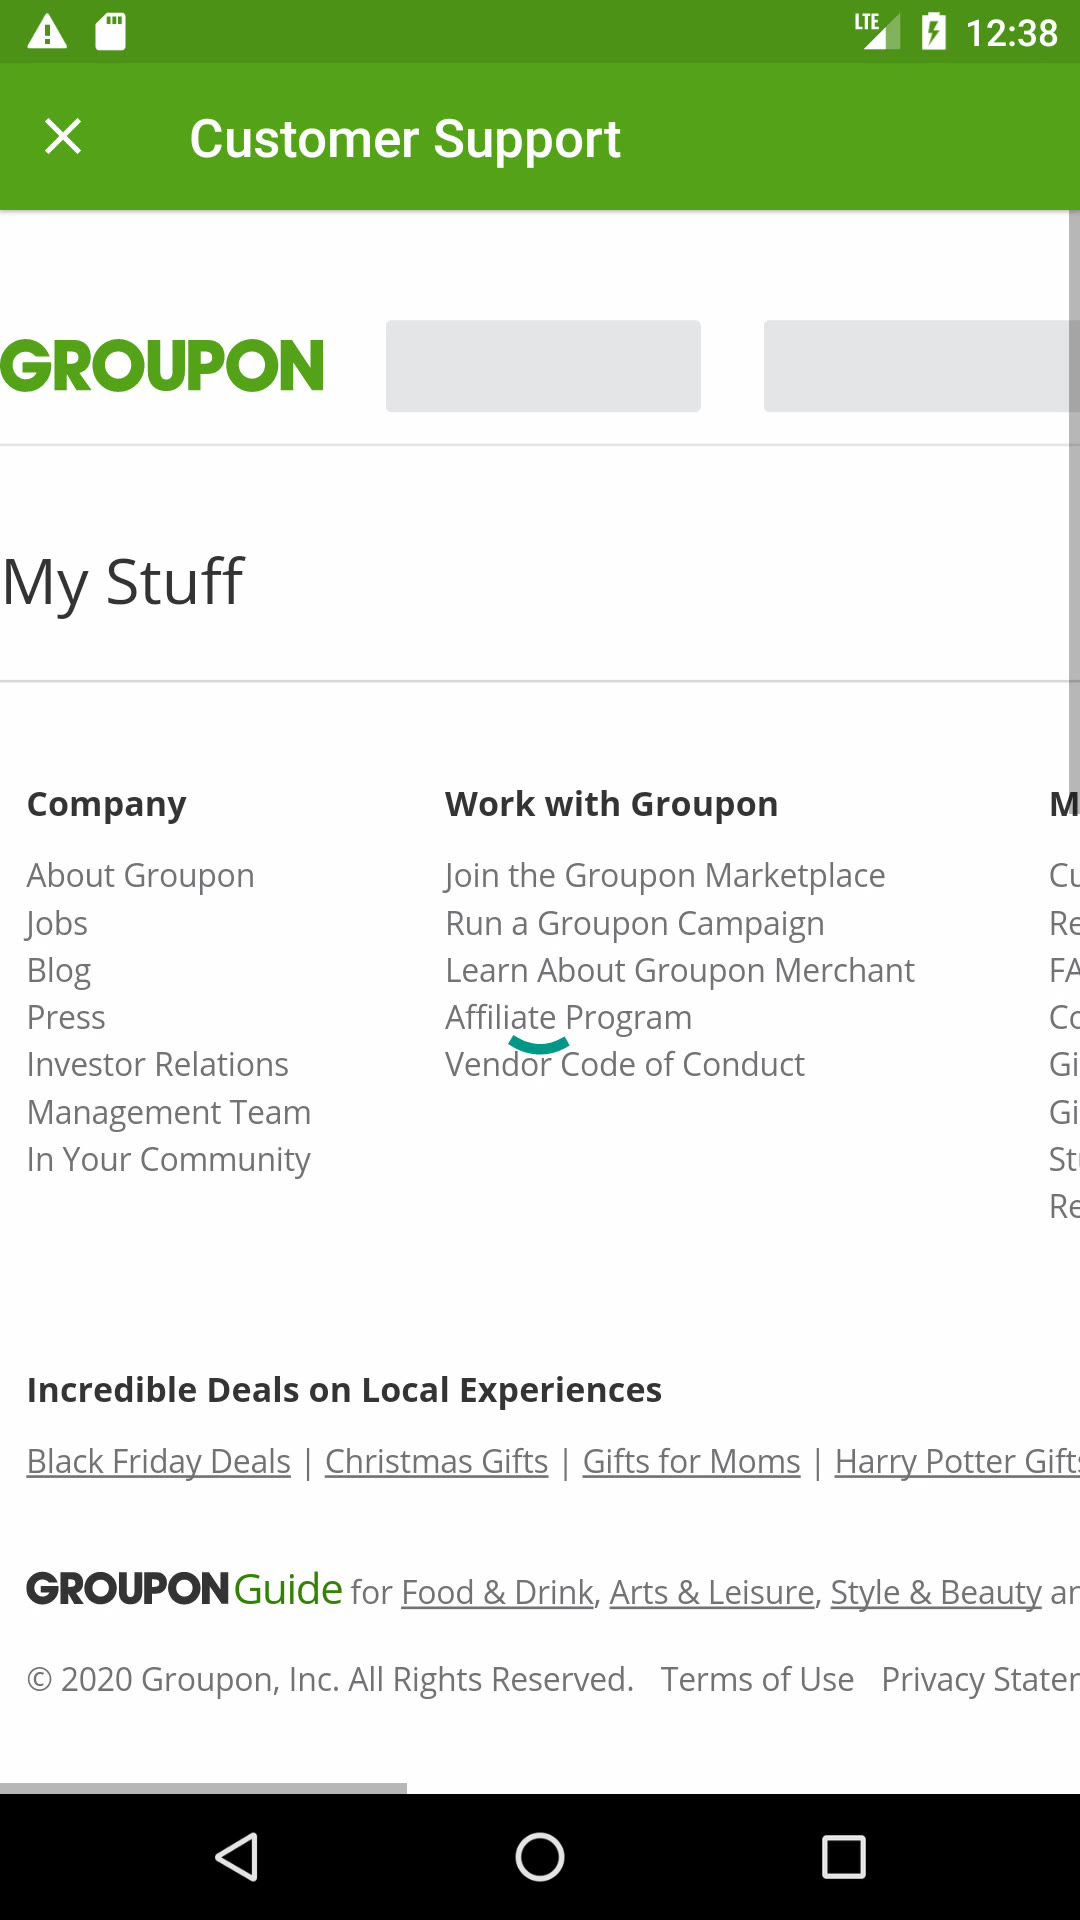 LTE 12:38
Customer Support
GROUPON
My Stuff
Company
About Groupon
Jobs
Blog
Press
Investor Relations
Management Team
In Your Community
Work with Groupon
Join the Groupon Marketplace
Run a Groupon Campaign
Learn About Groupon Merchant
Affiliate Program
Vendor Code of Conduct
M
Cu
Re
FA
Co
Gi
Gi
Stu
Re
Incredible Deals on Local Experiences
Black Friday Deals | Christmas Gifts | Gifts for Moms | Harry Potter Gifts
GROUPON Guide for Food & Drink, Arts & Leisure, Style & Beauty an
© 2020 Groupon, Inc. All Rights Reserved. Terms of Use Privacy Stater